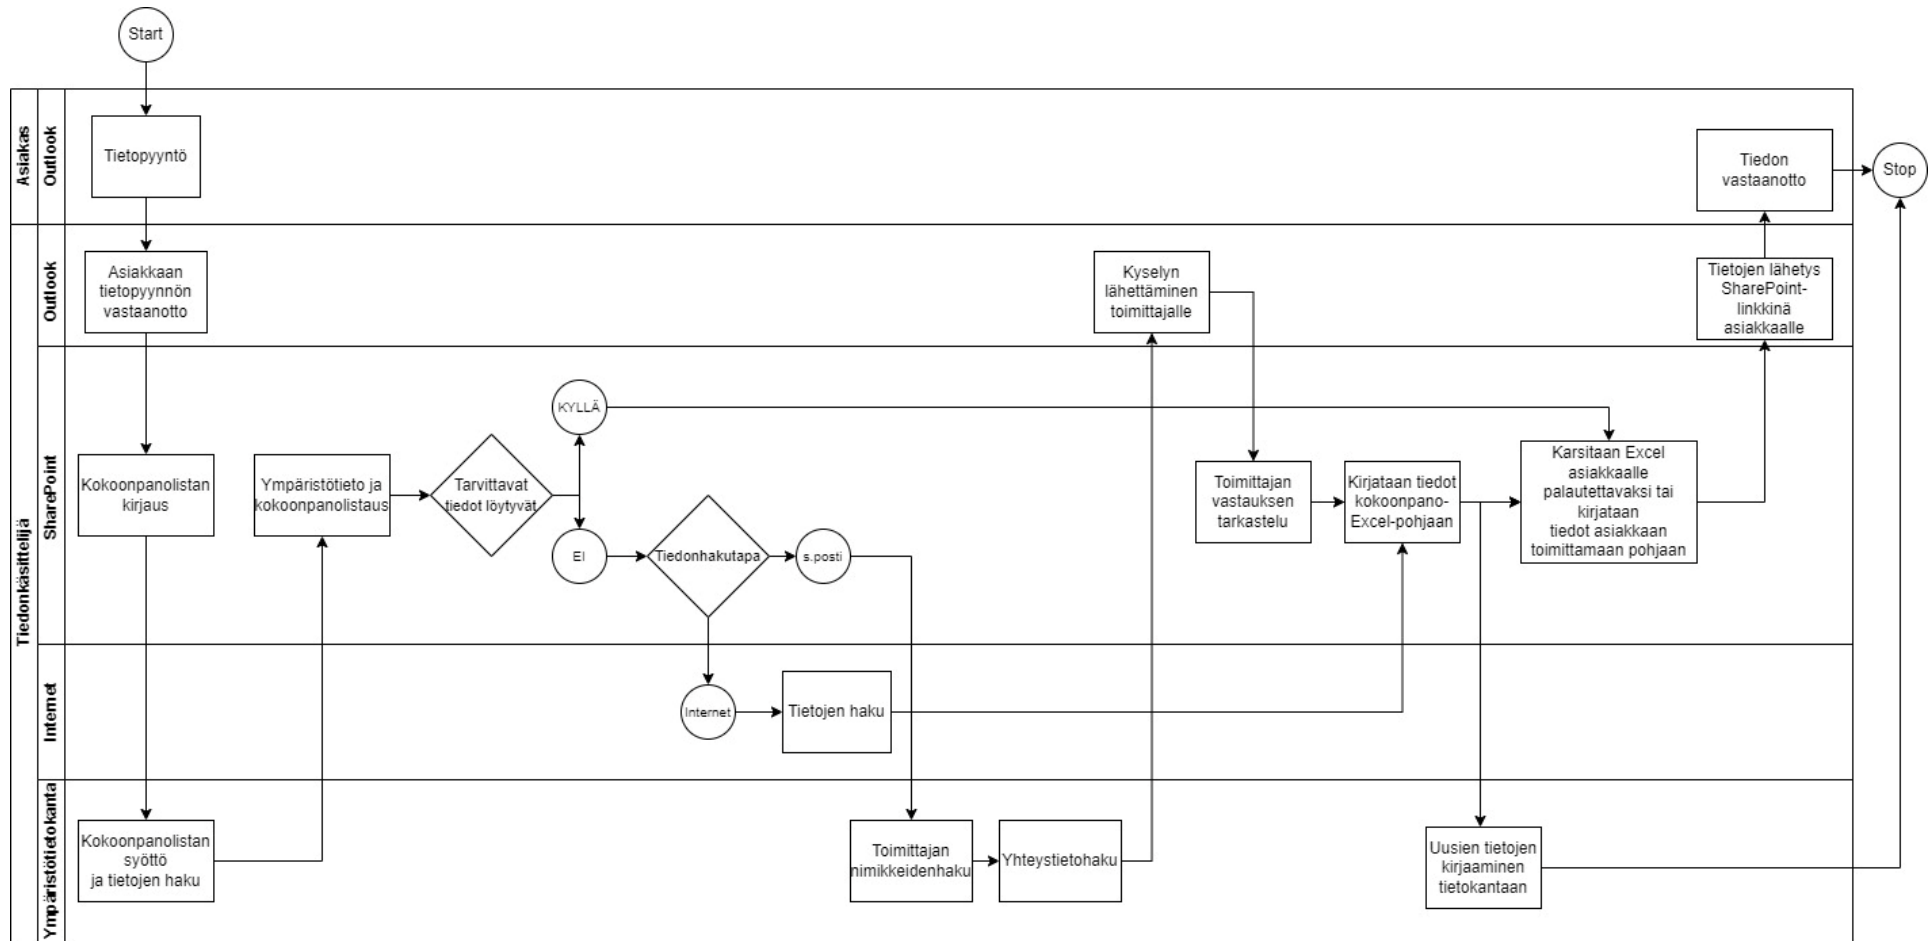 Start
Asiakas
Outlook
Tietopyyntö
Tiedon
vastaanotto
Stop
Tiedonkäsittelijä
Outlook
Asiakkaan
tietopyynnön
vastaanotto
Kyselyn
lähettäminen
toimittajalle
Tietojen lähetys
SharePoint-
linkkinä
asiakkaalle
SharePoint
Kokoonpanolistan
kirjaus
Ympäristötieto ja
kokoonpanolistaus
Tarvittavat
tiedot löytyvät
KYLLÄ
EI
Tiedonhakutapa
s.posti
Toimittajan
vastauksen
tarkastelu
Kirjataan tiedot
kokoonpano-
Excel-pohjaan
Karsitaan Excel
asiakkaalle
palautettavaksi tai
kirjataan
tiedot asiakkaan
toimittamaan pohjaan
Internet
Internet
Tietojen haku
Ympäristötietokanta
Kokoonpanolistan
syöttö
ja tietojen haku
Toimittajan
nimikkeidenhaku
Yhteystietohaku
Uusien tietojen
kirjaaminen
tietokantaan